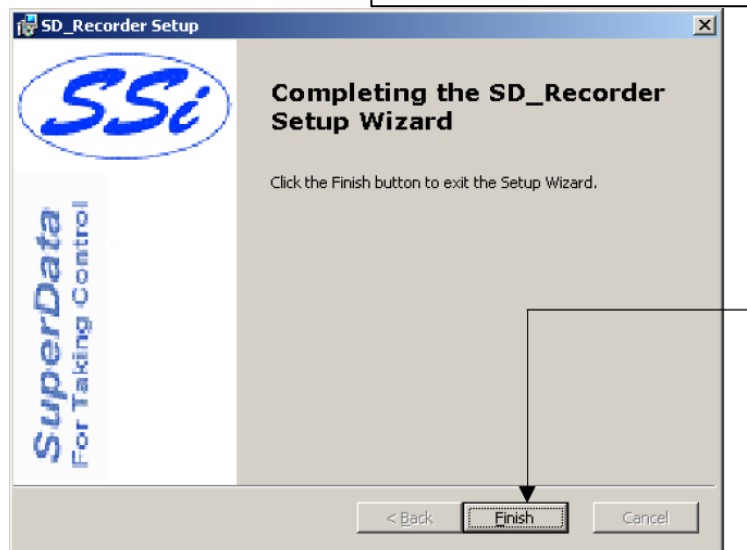 SD_Recorder Setup
SSi
Completing the SD_Recorder
Setup Wizard
Click the Finish button to exit the Setup Wizard.
SuperData
For Taking Control
< Back
Finish
Cancel